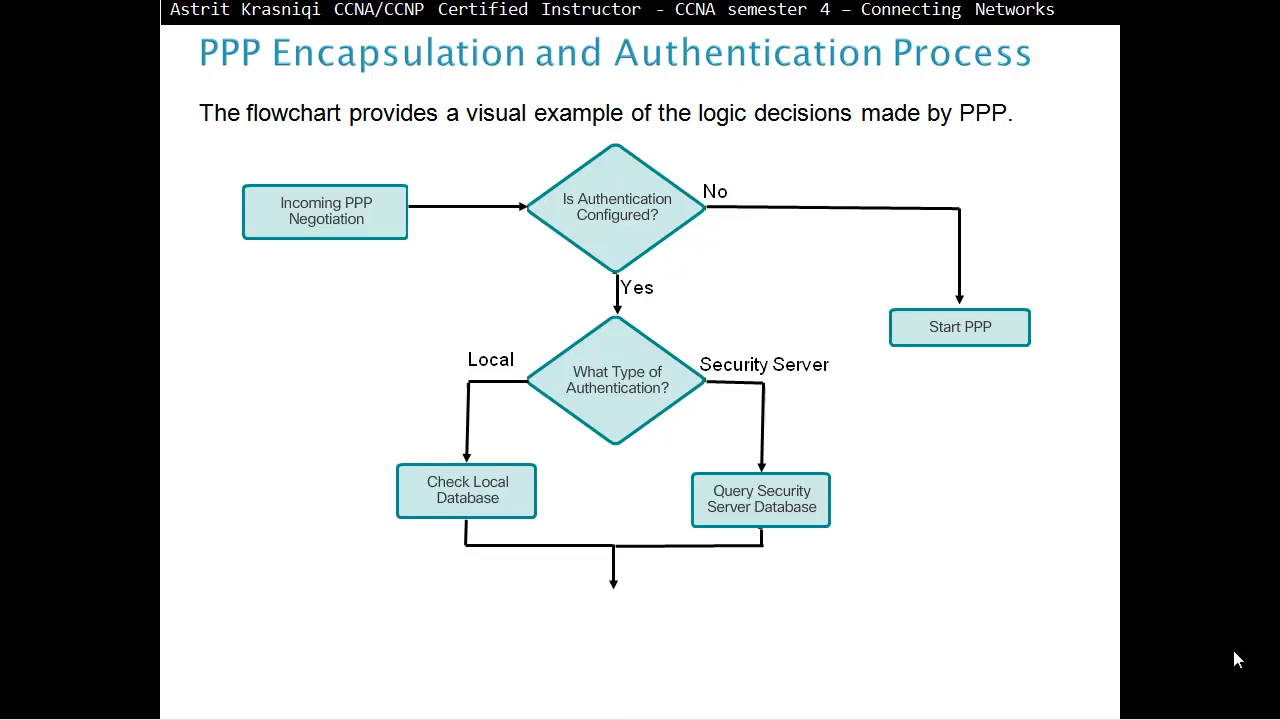 Astrit Krasniqi CCNA/CCNP Certified Instructor - CCNA semester 4 – Connecting Networks
PPP Encapsulation and Authentication Process
The flowchart provides a visual example of the logic decisions made by PPP.
Incoming PPP
Negotiation
Is Authentication
Configured?
No
Yes
Start PPP
Local
What Type of
Authentication?
Security Server
Check Local
Database
Query Security
Server Database